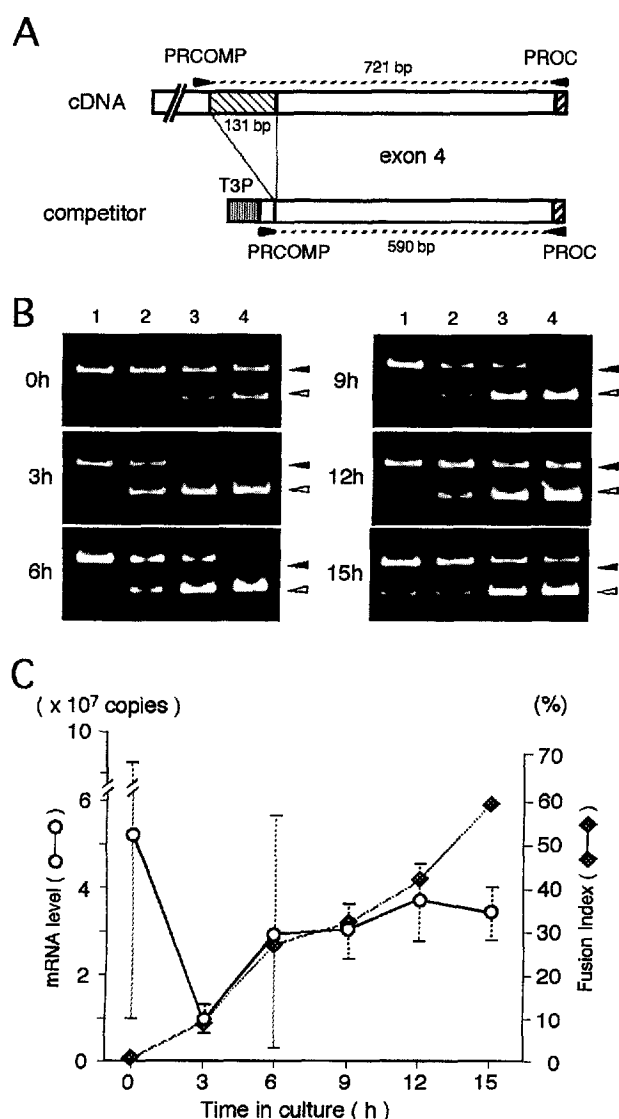 A
PRCOMP 721 bp PROC
cDNA
131 bp
exon 4
T3P
competitor
PRCOMP 590 bp PROC
B
1 2 3 4
0h
3h
6h
1 2 3 4
9h
12h
15h
C
( x 10⁷ copies )
(%)
10
6
4
2
0
mRNA level ( )
70
60
50
40
30
20
10
0
Fusion Index ( )
0 3 6 9 12 15
Time in culture ( h )